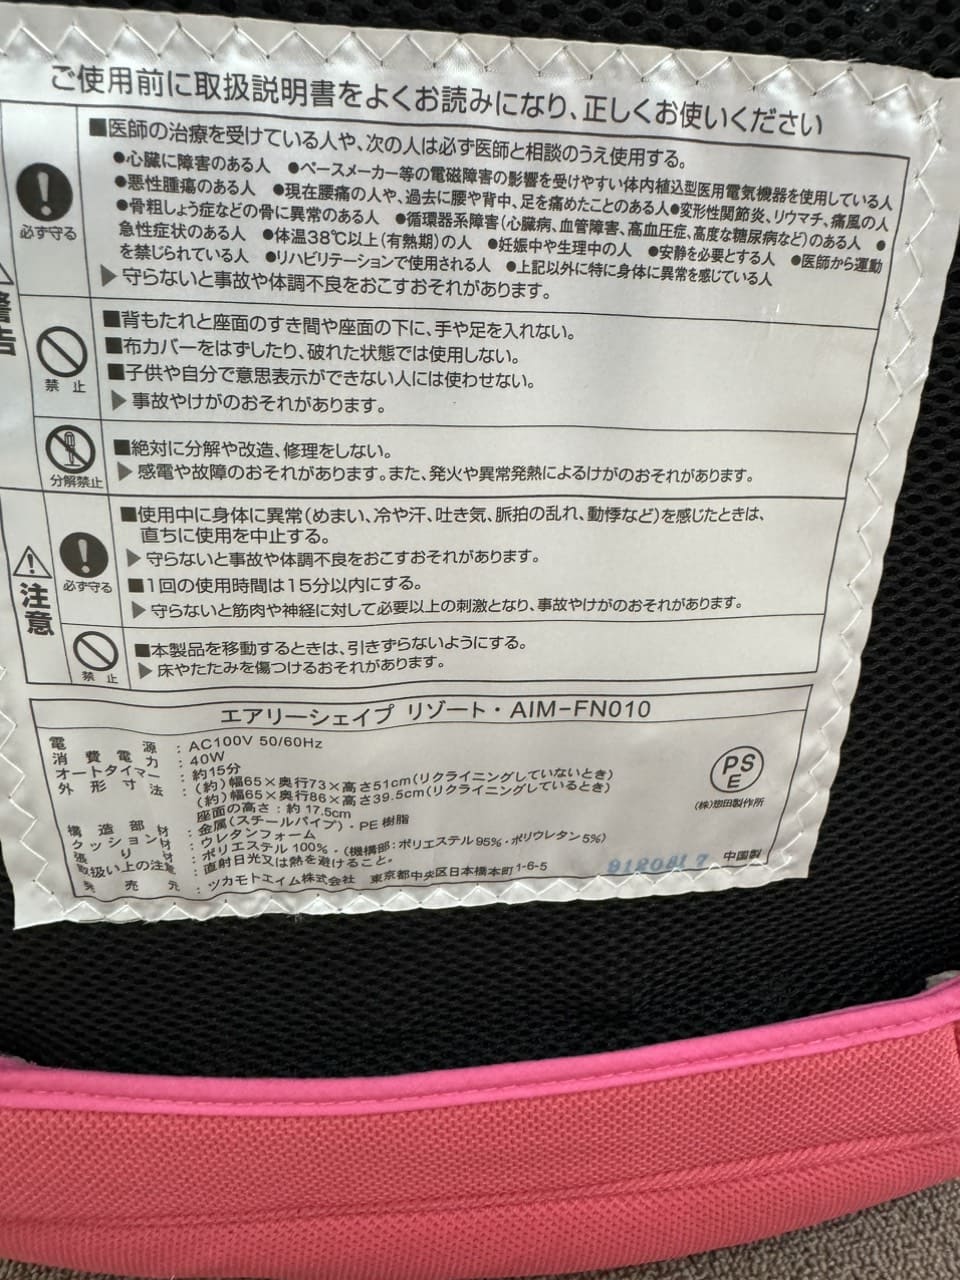 ご使用前に取扱説明書をよくお読みになり、正しくお使いください
警告
必ず守る
■医師の治療を受けている人や、次の人は必ず医師と相談のうえ使用する。
●心臓に障害のある人 ●ペースメーカー等の電磁障害の影響を受けやすい体内植込型医用電気機器を使用している人
●悪性腫瘍のある人 ●現在腰痛の人や、過去に腰や背中、足を痛めたことのある人●変形性関節炎、リウマチ、痛風の人
●骨粗しょう症などの骨に異常のある人 ●循環器系障害(心臓病、血管障害、高血圧症、高度な糖尿病など)のある人 ●
急性症状のある人 ●体温38℃以上(有熱期)の人 ●妊娠中や生理中の人 ●安静を必要とする人 ●医師から運動
を禁じられている人 ●リハビリテーションで使用される人 ●上記以外に特に身体に異常を感じている人
▶守らないと事故や体調不良をおこすおそれがあります。
禁止
■背もたれと座面のすき間や座面の下に、手や足を入れない。
■布カバーをはずしたり、破れた状態では使用しない。
■子供や自分で意思表示ができない人には使わせない。
▶事故やけがのおそれがあります。
分解禁止
■絶対に分解や改造、修理をしない。
▶感電や故障のおそれがあります。また、発火や異常発熱によるけがのおそれがあります。
注意
必ず守る
■使用中に身体に異常(めまい、冷や汗、吐き気、脈拍の乱れ、動悸など)を感じたときは、
直ちに使用を中止する。
▶守らないと事故や体調不良をおこすおそれがあります。
■1回の使用時間は15分以内にする。
▶守らないと筋肉や神経に対して必要以上の刺激となり、事故やけがのおそれがあります。
禁止
■本製品を移動するときは、引きずらないようにする。
▶床やたたみを傷つけるおそれがあります。
エアリーシェイプ リゾート・AIM-FN010
電源:AC100V 50/60Hz
消費電力:40W
オートタイマー:約15分
外形寸法:(約)幅65×奥行73×高さ51cm(リクライニングしていないとき)
(約)幅65×奥行86×高さ39.5cm(リクライニングしているとき)
座面の高さ:約17.5cm
構造部材:金属(スチールパイプ)・PE樹脂
クッション材:ウレタンフォーム
張り材:ポリエステル100%・(機構部:ポリエステル95%・ポリウレタン5%)
取扱い上の注意:直射日光又は熱を避けること。
発売元:ツカモトエイム株式会社 東京都中央区日本橋本町1-6-5
PS
E
(株)惣田製作所
中国製